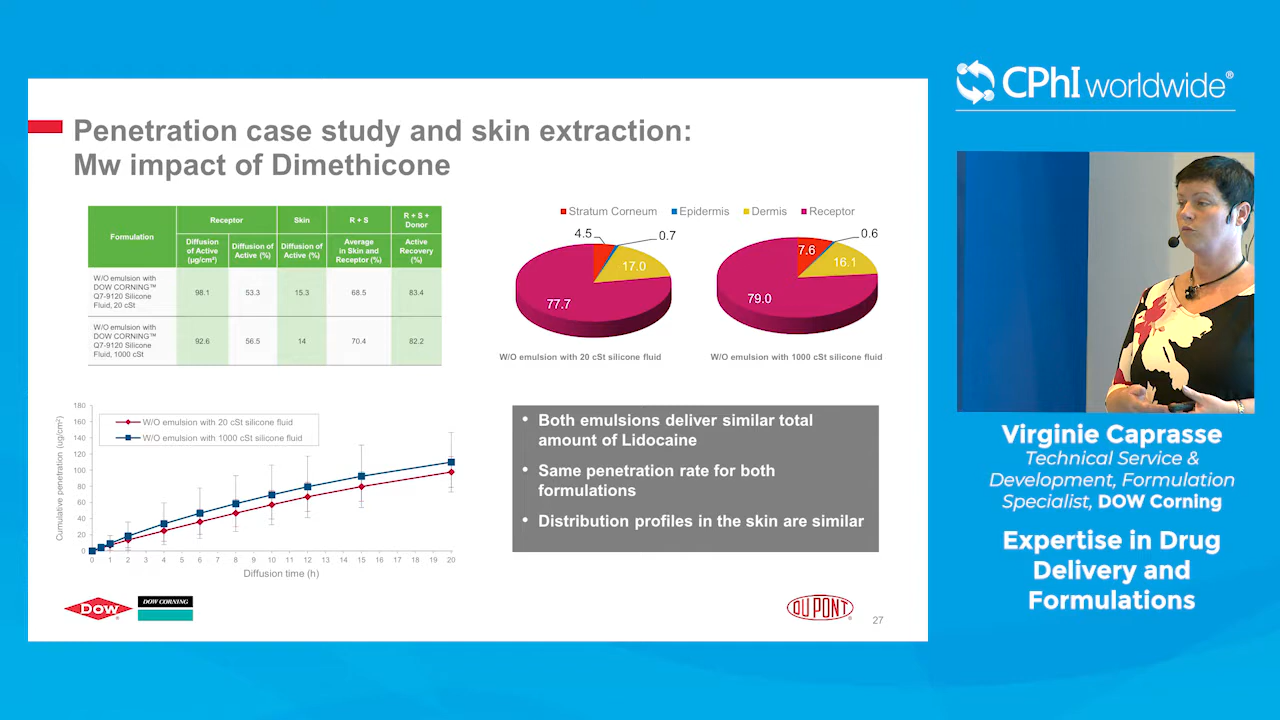 Penetration case study and skin extraction:
Mw impact of Dimethicone
Formulation
Receptor
Skin
R + S
R + S +
Donor
Diffusion
of Active
(µg/cm²)
Diffusion of
Active (%)
Diffusion of
Active (%)
Average
in Skin and
Receptor (%)
Active
Recovery
(%)
W/O emulsion with
DOW CORNING™
Q7-9120 Silicone
Fluid, 20 cSt
98.1
53.3
15.3
68.5
83.4
W/O emulsion with
DOW CORNING™
Q7-9120 Silicone
Fluid, 1000 cSt
92.6
56.5
14
70.4
82.2
Stratum Corneum
Epidermis
Dermis
Receptor
4.5
0.7
17.0
77.7
W/O emulsion with 20 cSt silicone fluid
7.6
0.6
16.1
79.0
W/O emulsion with 1000 cSt silicone fluid
Cumulative penetration (ug/cm²)
180
160
140
120
100
80
60
40
20
0
W/O emulsion with 20 cSt silicone fluid
W/O emulsion with 1000 cSt silicone fluid
0 1 2 3 4 5 6 7 8 9 10 11 12 13 14 15 16 17 18 19 20
Diffusion time (h)
• Both emulsions deliver similar total
amount of Lidocaine
• Same penetration rate for both
formulations
• Distribution profiles in the skin are similar
DOW
DOW CORNING
DUPONT
27
CPhI worldwide®
Virginie Caprasse
Technical Service &
Development, Formulation
Specialist, DOW Corning
Expertise in Drug
Delivery and
Formulations